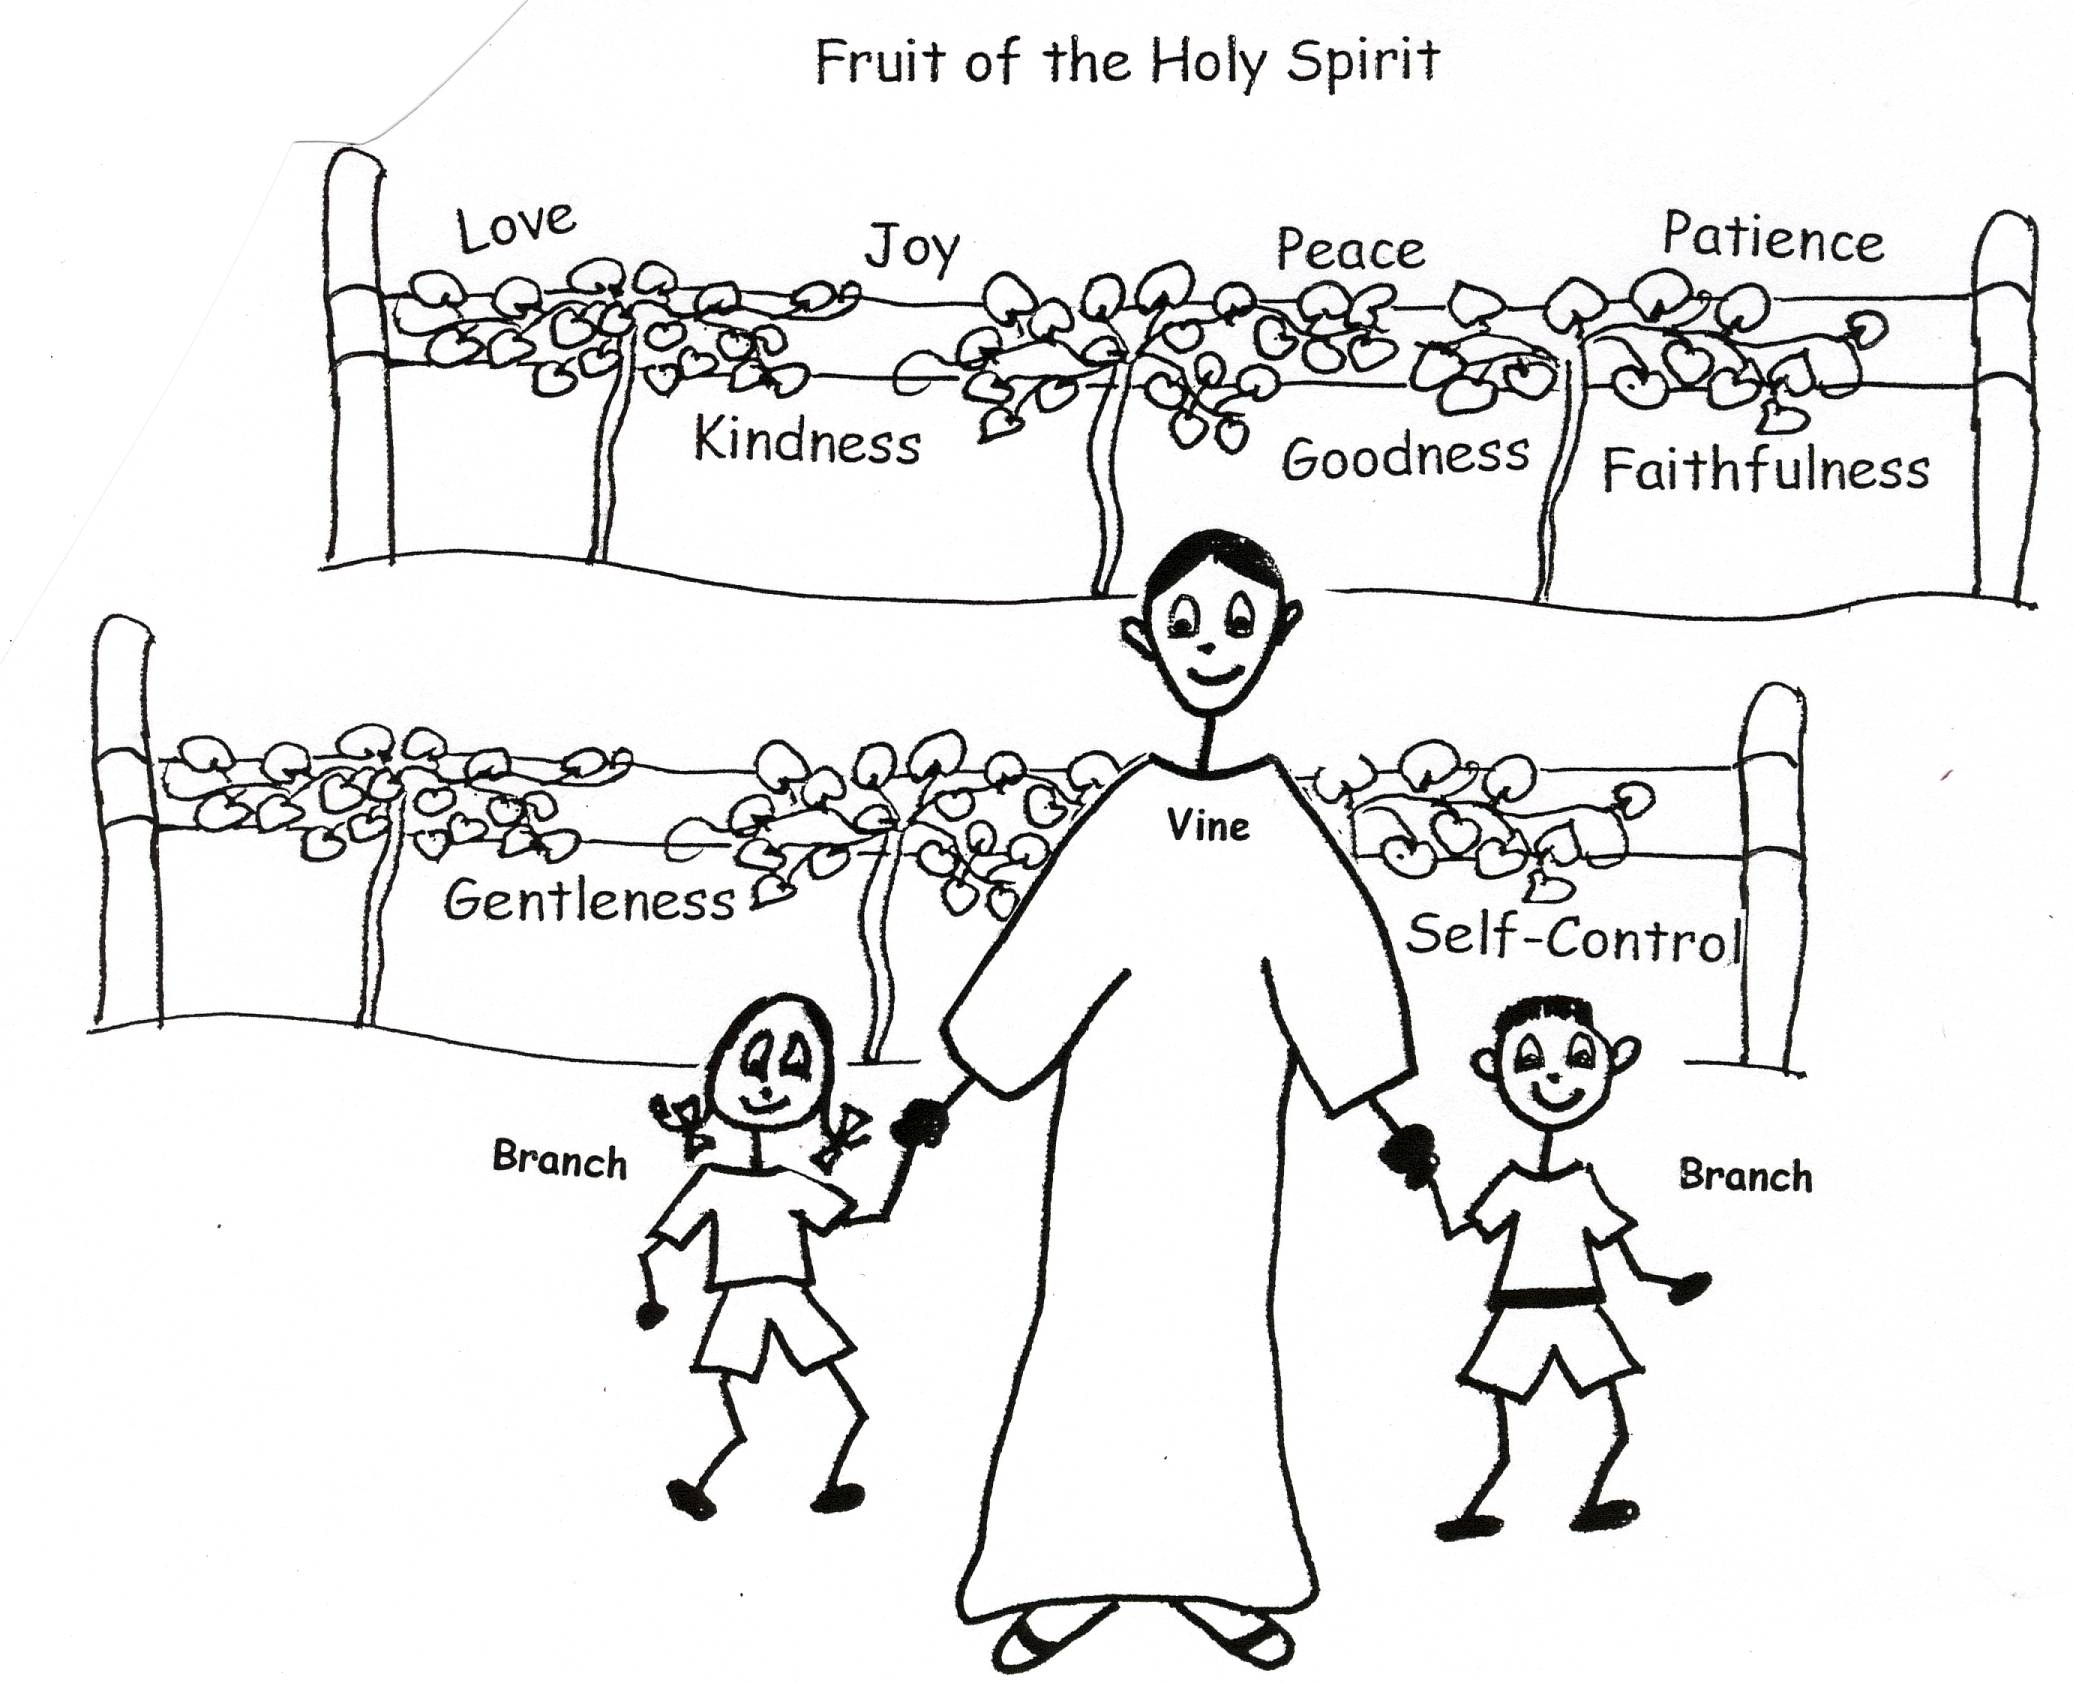 Fruit of the Holy Spirit
Love
Joy
Peace
Patience
Kindness
Goodness
Faithfulness
Vine
Gentleness
Self-Control
Branch
Branch